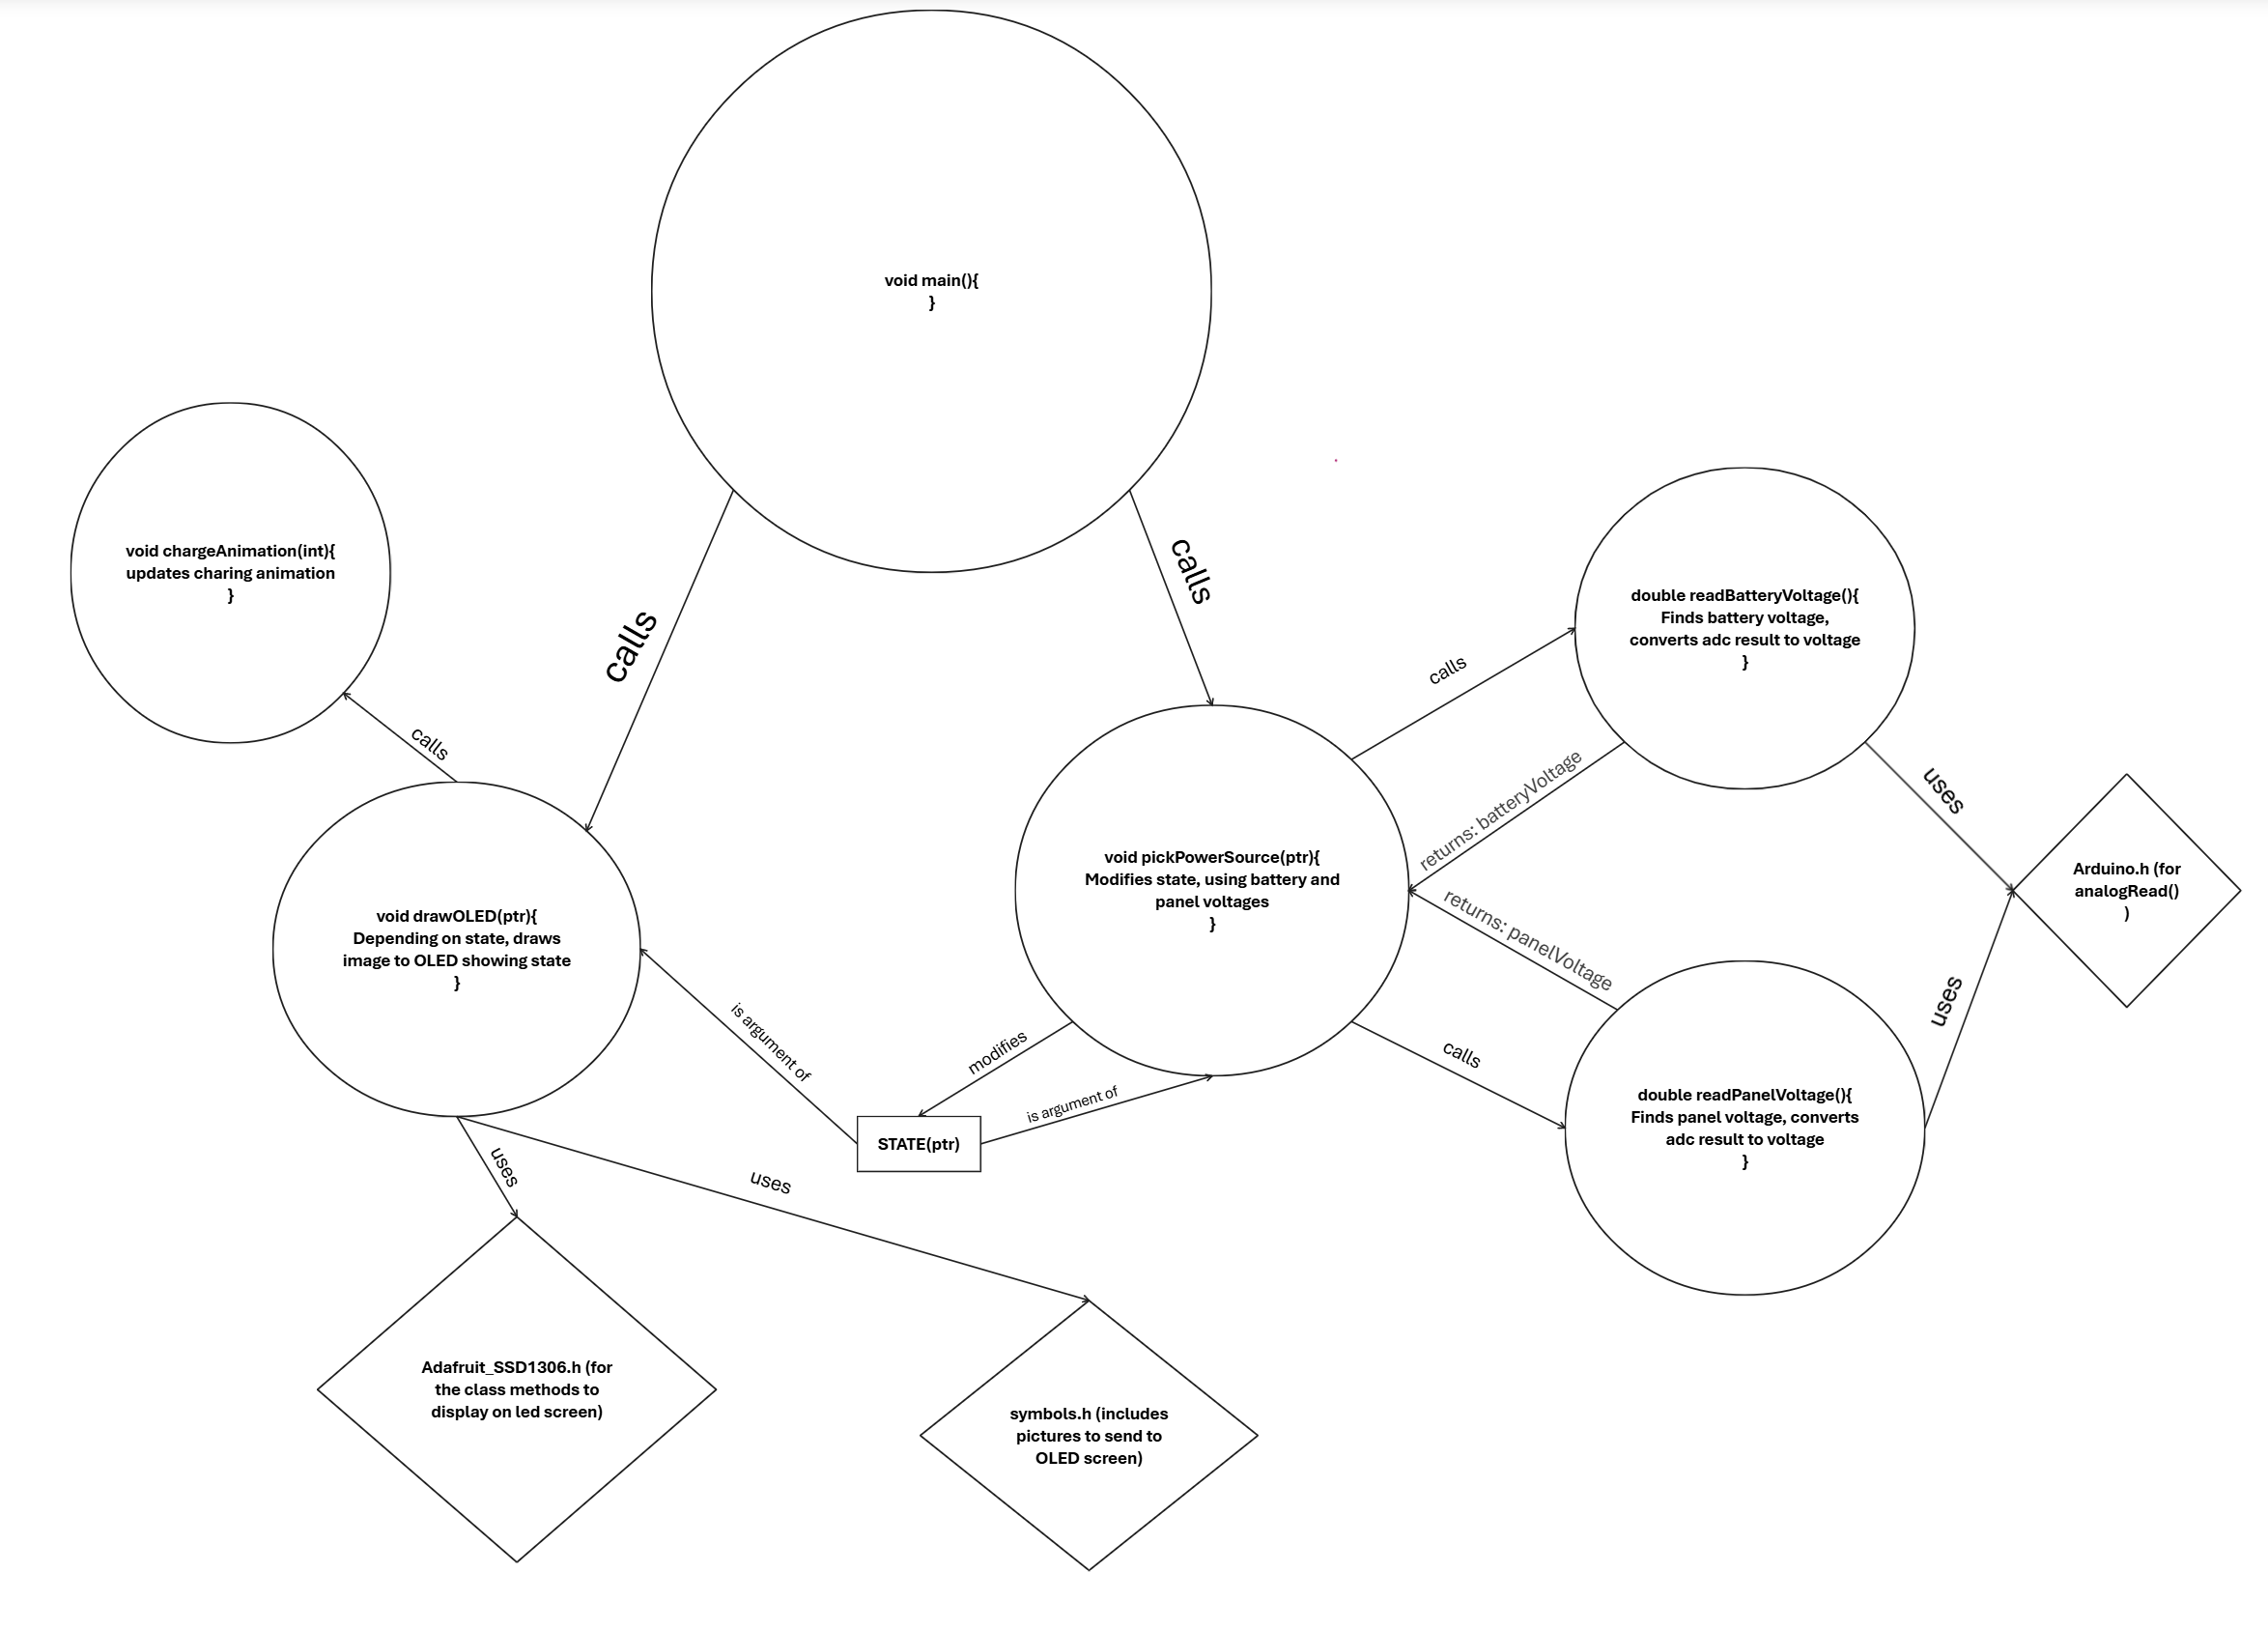 void main(){
}
calls
calls
void chargeAnimation(int){
updates charing animation
}
calls
double readBatteryVoltage(){
Finds battery voltage,
converts adc result to voltage
}
calls
returns: batteryVoltage
uses
void pickPowerSource(ptr){
Modifies state, using battery and
panel voltages
}
Arduino.h (for
analogRead()
)
void drawOLED(ptr){
Depending on state, draws
image to OLED showing state
}
returns: panelVoltage
uses
is argument of
modifies
calls
is argument of
STATE(ptr)
double readPanelVoltage(){
Finds panel voltage, converts
adc result to voltage
}
uses
uses
Adafruit_SSD1306.h (for
the class methods to
display on led screen)
symbols.h (includes
pictures to send to
OLED screen)